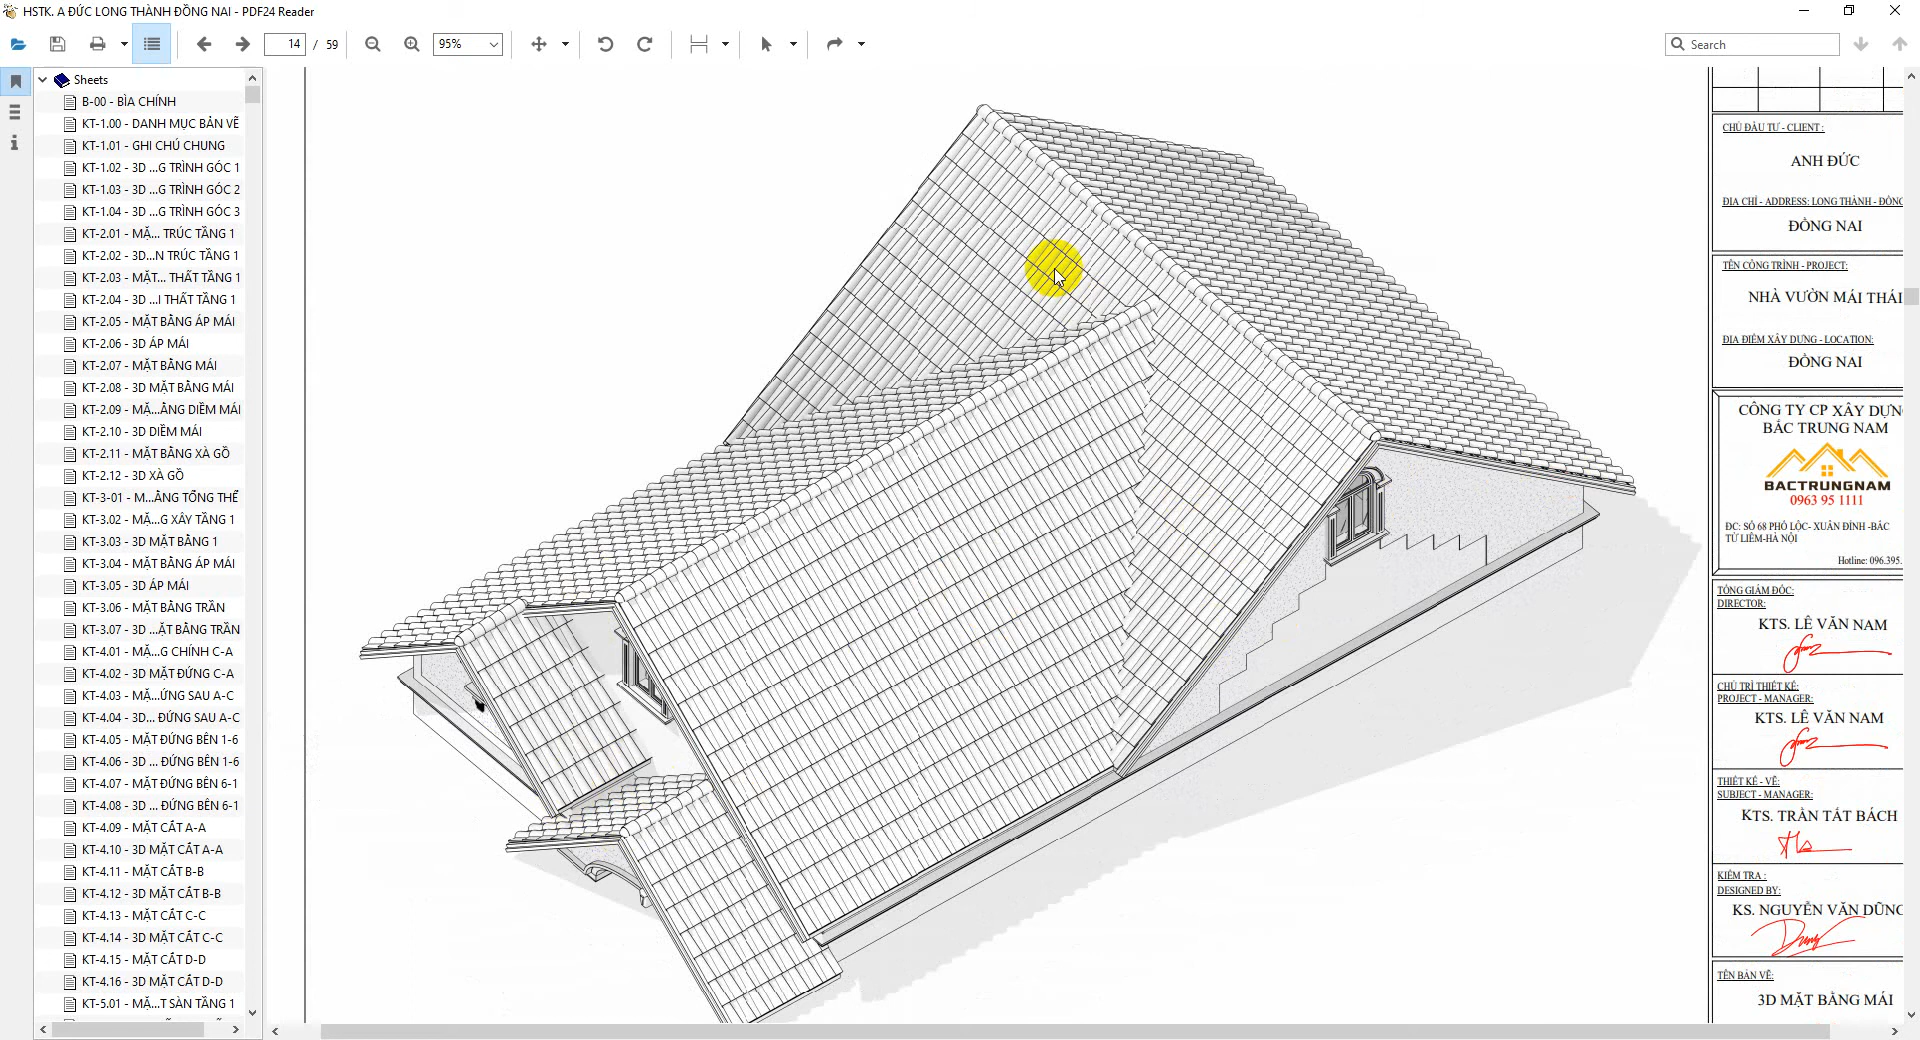 HSTK. A ĐỨC LONG THÀNH ĐỒNG NAI - PDF24 Reader
14 / 59
95%
Search
Sheets
B-00 - BÌA CHÍNH
KT-1.00 - DANH MỤC BẢN VẼ
KT-1.01 - GHI CHÚ CHUNG
KT-1.02 - 3D ...G TRÌNH GÓC 1
KT-1.03 - 3D ...G TRÌNH GÓC 2
KT-1.04 - 3D ...G TRÌNH GÓC 3
KT-2.01 - MẶ... TRÚC TẦNG 1
KT-2.02 - 3D...N TRÚC TẦNG 1
KT-2.03 - MẶT... THẤT TẦNG 1
KT-2.04 - 3D ...I THẤT TẦNG 1
KT-2.05 - MẶT BẰNG ÁP MÁI
KT-2.06 - 3D ÁP MÁI
KT-2.07 - MẶT BẰNG MÁI
KT-2.08 - 3D MẶT BẰNG MÁI
KT-2.09 - MẶ...ẰNG DIỀM MÁI
KT-2.10 - 3D DIỀM MÁI
KT-2.11 - MẶT BẰNG XÀ GỒ
KT-2.12 - 3D XÀ GỒ
KT-3-01 - M...ẰNG TỔNG THỂ
KT-3.02 - MẶ...G XÂY TẦNG 1
KT-3.03 - 3D MẶT BẰNG 1
KT-3.04 - MẶT BẰNG ÁP MÁI
KT-3.05 - 3D ÁP MÁI
KT-3.06 - MẶT BẰNG TRẦN
KT-3.07 - 3D ...ẶT BẰNG TRẦN
KT-4.01 - MẶ...G CHÍNH C-A
KT-4.02 - 3D MẶT ĐỨNG C-A
KT-4.03 - MẶ...ỨNG SAU A-C
KT-4.04 - 3D... ĐỨNG SAU A-C
KT-4.05 - MẶT ĐỨNG BÊN 1-6
KT-4.06 - 3D ... ĐỨNG BÊN 1-6
KT-4.07 - MẶT ĐỨNG BÊN 6-1
KT-4.08 - 3D ... ĐỨNG BÊN 6-1
KT-4.09 - MẶT CẮT A-A
KT-4.10 - 3D MẶT CẮT A-A
KT-4.11 - MẶT CẮT B-B
KT-4.12 - 3D MẶT CẮT B-B
KT-4.13 - MẶT CẮT C-C
KT-4.14 - 3D MẶT CẮT C-C
KT-4.15 - MẶT CẮT D-D
KT-4.16 - 3D MẶT CẮT D-D
KT-5.01 - MẶ...T SÀN TẦNG 1
CHỦ ĐẦU TƯ - CLIENT :
ANH ĐỨC
ĐỊA CHỈ - ADDRESS: LONG THÀNH - ĐỒNG
ĐỒNG NAI
TÊN CÔNG TRÌNH - PROJECT:
NHÀ VƯỜN MÁI THÁI
ĐỊA ĐIỂM XÂY DỰNG - LOCATION:
ĐỒNG NAI
CÔNG TY CP XÂY DỰN
BẮC TRUNG NAM
BACTRUNGNAM
0963 95 1111
ĐC: SỐ 68 PHỐ LỘC- XUÂN ĐỈNH -BẮC
TỪ LIÊM-HÀ NỘI
Hotline: 096.395.
TỔNG GIÁM ĐỐC:
DIRECTOR:
KTS. LÊ VĂN NAM
CHỦ TRÌ THIẾT KẾ:
PROJECT - MANAGER:
KTS. LÊ VĂN NAM
THIẾT KẾ - VẼ:
SUBJECT - MANAGER:
KTS. TRẦN TẤT BÁCH
KIỂM TRA :
DESIGNED BY:
KS. NGUYỄN VĂN DŨNG
TÊN BẢN VẼ:
3D MẶT BẰNG MÁI